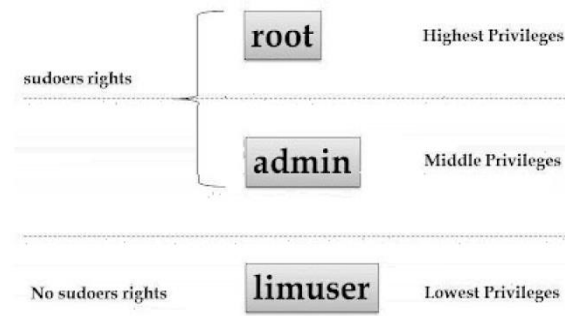 root Highest Privileges
sudoers rights
admin Middle Privileges
No sudoers rights limuser Lowest Privileges